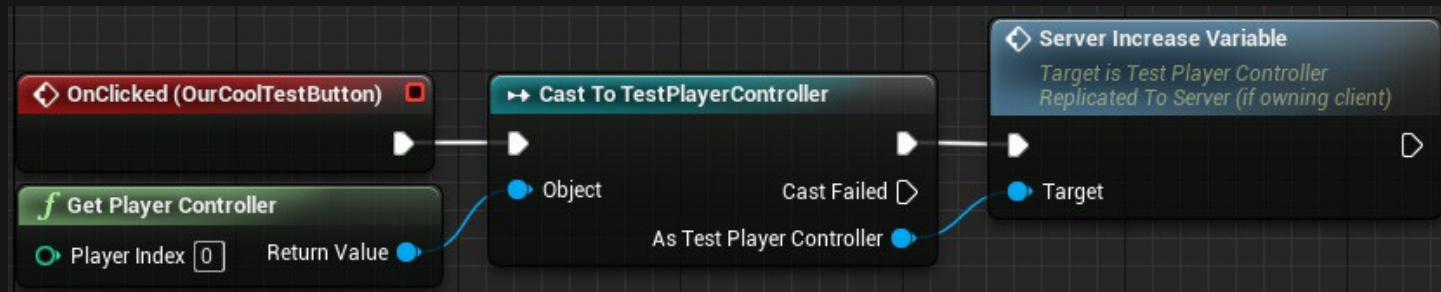 OnClicked (OurCoolTestButton)
f Get Player Controller
Player Index 0 Return Value
Cast To TestPlayerController
Object Cast Failed
As Test Player Controller
Server Increase Variable
Target is Test Player Controller
Replicated To Server (if owning client)
Target